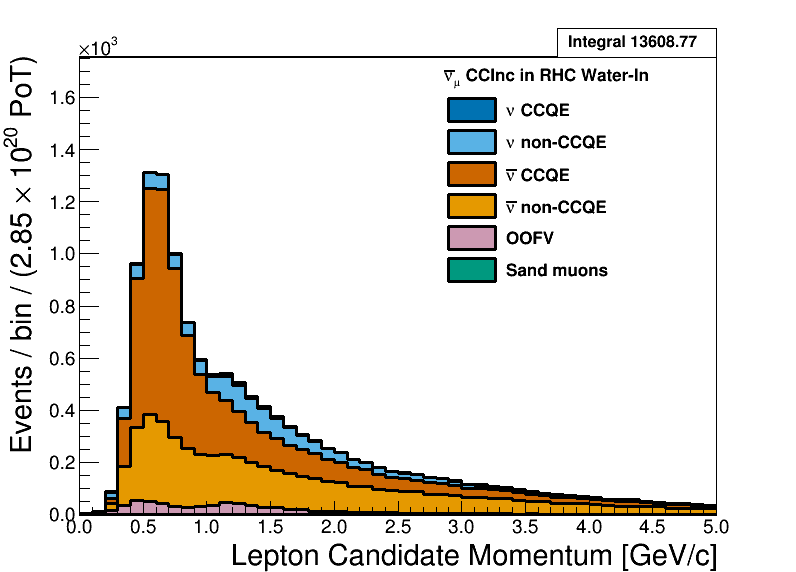 Integral 13608.77
×10³
ν̅μ CCInc in RHC Water-In
ν CCQE
ν non-CCQE
ν̅ CCQE
ν̅ non-CCQE
OOFV
Sand muons
Events / bin / (2.85 × 10²⁰ PoT)
1.6
1.4
1.2
1.0
0.8
0.6
0.4
0.2
0.0
0.0 0.5 1.0 1.5 2.0 2.5 3.0 3.5 4.0 4.5 5.0
Lepton Candidate Momentum [GeV/c]